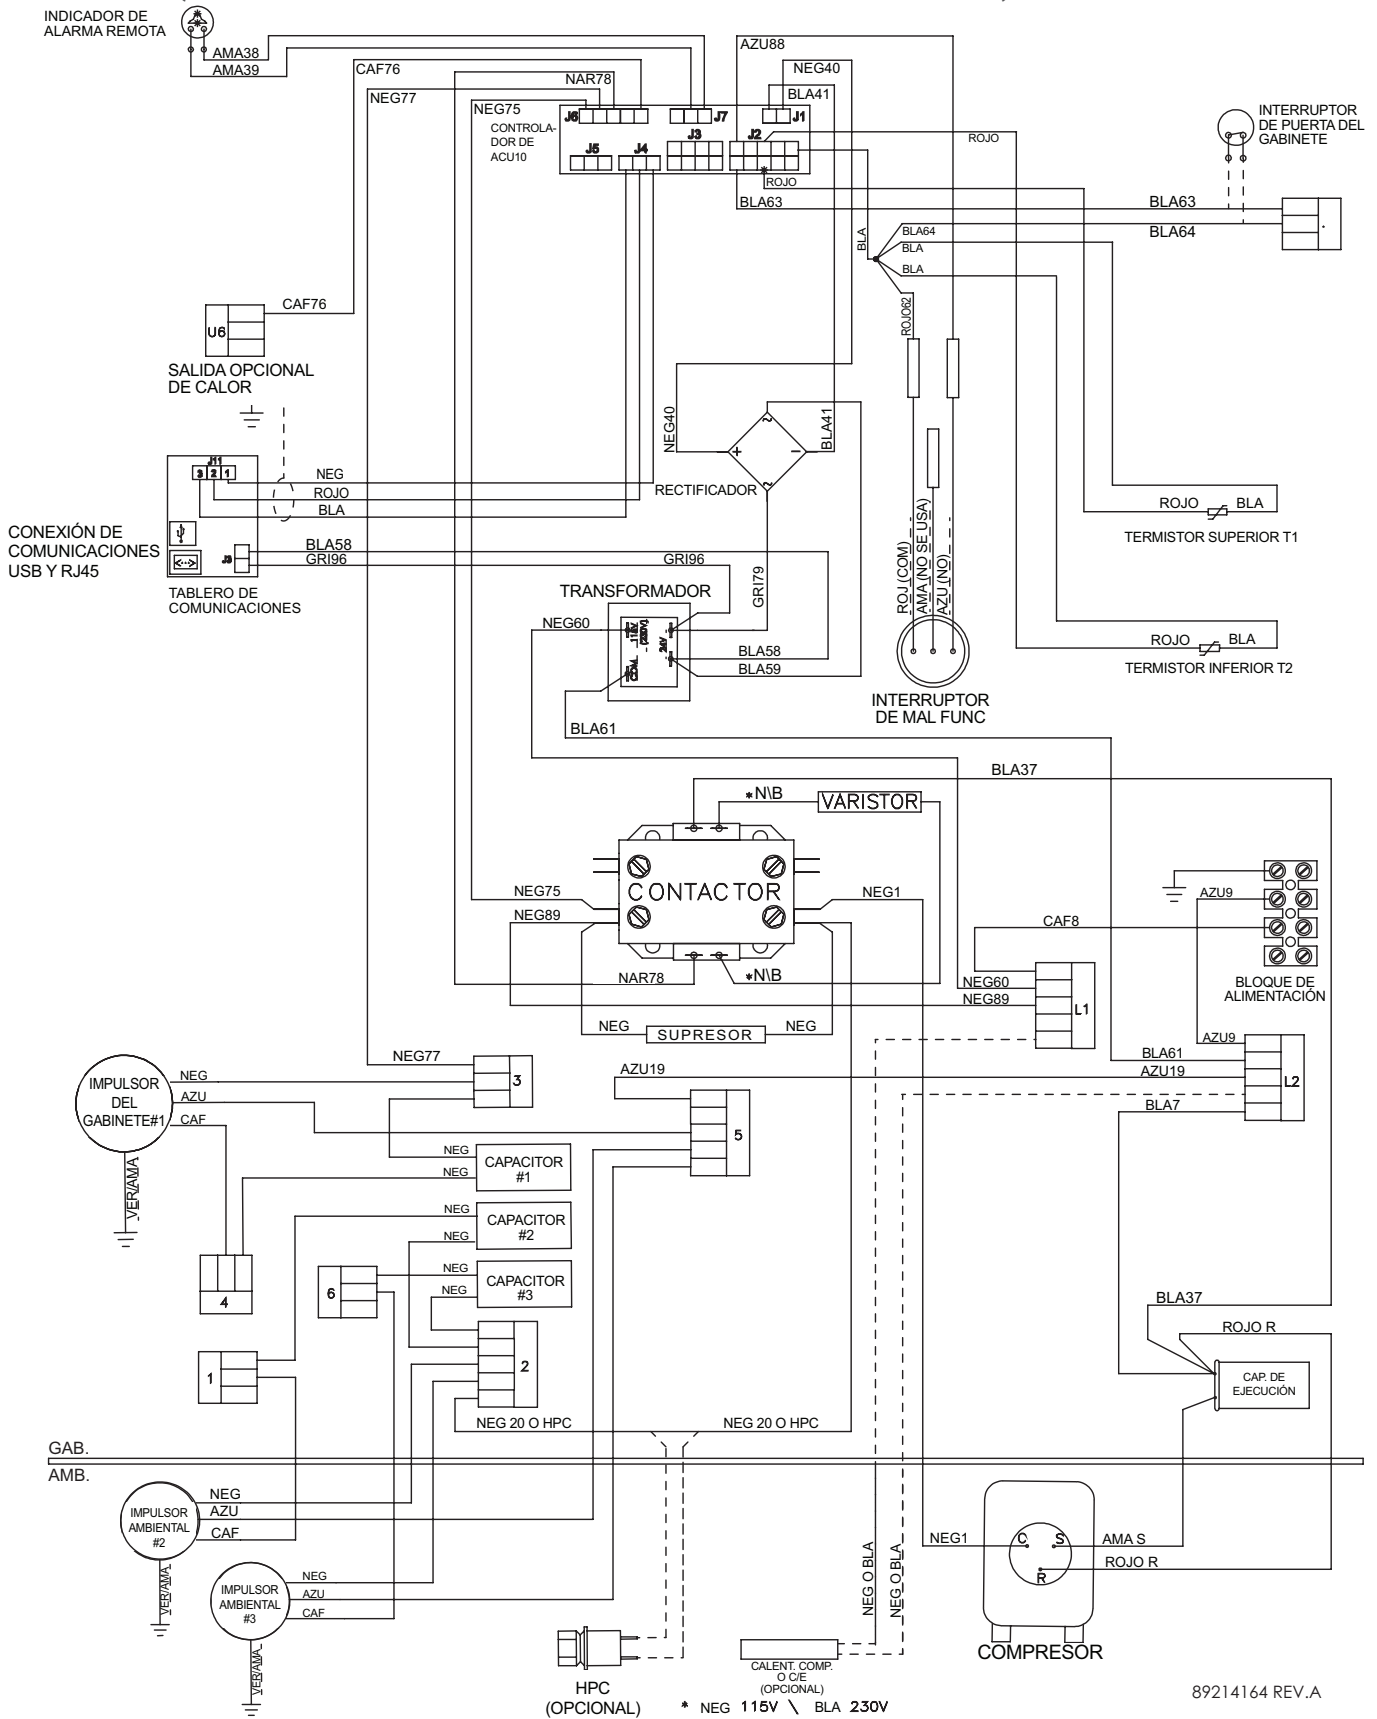 INDICADOR DE
ALARMA REMOTA
AMA38
AMA39
CAF76
NEG77
NAR78
NEG75
CONTROLA-
DOR DE
ACU10
J6
J7
J1
J5
J4
J3
J2
AZU88
NEG40
BLA41
ROJO
ROJO
BLA63
BLA
BLA64
BLA
BLA
ROJO62
INTERRUPTOR
DE PUERTA DEL
GABINETE
BLA63
BLA64
CAF76
U6
SALIDA OPCIONAL
DE CALOR
NEG40
BLA41
~
+
−
~
RECTIFICADOR
J11
3 2 1
NEG
ROJO
BLA
CONEXIÓN DE
COMUNICACIONES
USB Y RJ45
J3
BLA58
GRI96
GRI96
GRI79
TABLERO DE
COMUNICACIONES
TRANSFORMADOR
NEG60
115V
(230V)
24V
COM
BLA58
BLA59
BLA61
ROJ (COM)
AMA (NO SE USA)
AZU (NO)
INTERRUPTOR
DE MAL FUNC
ROJO
BLA
TERMISTOR SUPERIOR T1
ROJO
BLA
TERMISTOR INFERIOR T2
BLA37
*N\B
VARISTOR
CONTACTOR
NEG75
NEG89
NEG1
NAR78
*N\B
NEG
SUPRESOR
NEG
AZU9
CAF8
BLOQUE DE
ALIMENTACIÓN
NEG60
NEG89
L1
AZU9
BLA61
AZU19
BLA7
L2
NEG77
3
AZU19
5
IMPULSOR
DEL
GABINETE#1
NEG
AZU
CAF
VER/AMA
NEG
NEG
CAPACITOR
#1
NEG
NEG
CAPACITOR
#2
NEG
NEG
CAPACITOR
#3
4
6
1
2
NEG 20 O HPC
NEG 20 O HPC
BLA37
ROJO R
CAP. DE
EJECUCIÓN
GAB.
AMB.
IMPULSOR
AMBIENTAL
#2
NEG
AZU
CAF
VER/AMA
IMPULSOR
AMBIENTAL
#3
NEG
AZU
CAF
VER/AMA
HPC
(OPCIONAL)
NEG O BLA
NEG O BLA
CALENT. COMP.
O C/E
(OPCIONAL)
* NEG 115V \ BLA 230V
NEG1
C
S
R
AMA S
ROJO R
COMPRESOR
89214164 REV.A